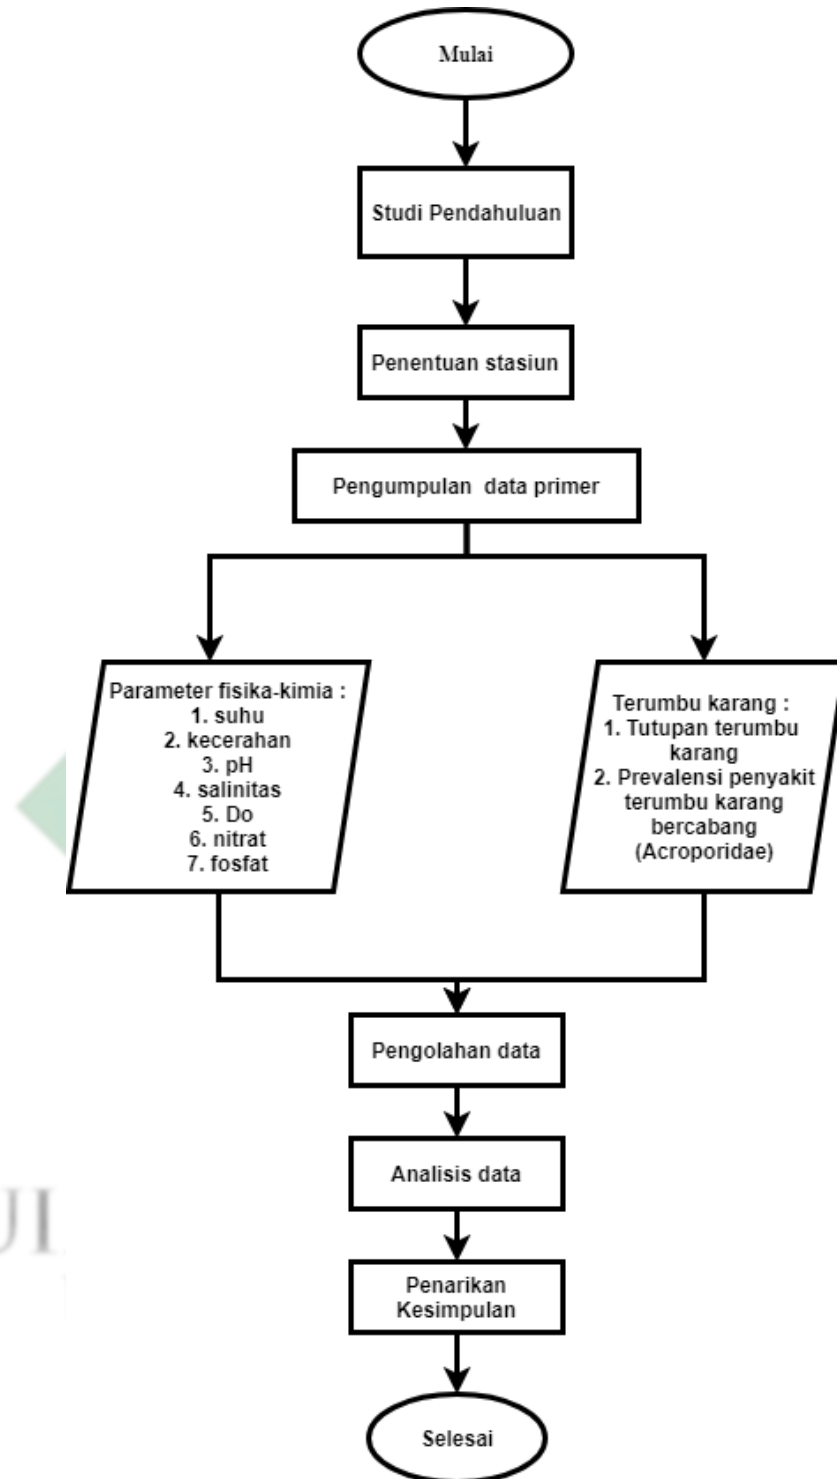 Mulai
Studi Pendahuluan
Penentuan stasiun
Pengumpulan data primer
Parameter fisika-kimia :
1. suhu
2. kecerahan
3. pH
4. salinitas
5. Do
6. nitrat
7. fosfat
Terumbu karang :
1. Tutupan terumbu
karang
2. Prevalensi penyakit
terumbu karang
bercabang
(Acroporidae)
Pengolahan data
Analisis data
Penarikan
Kesimpulan
Selesai